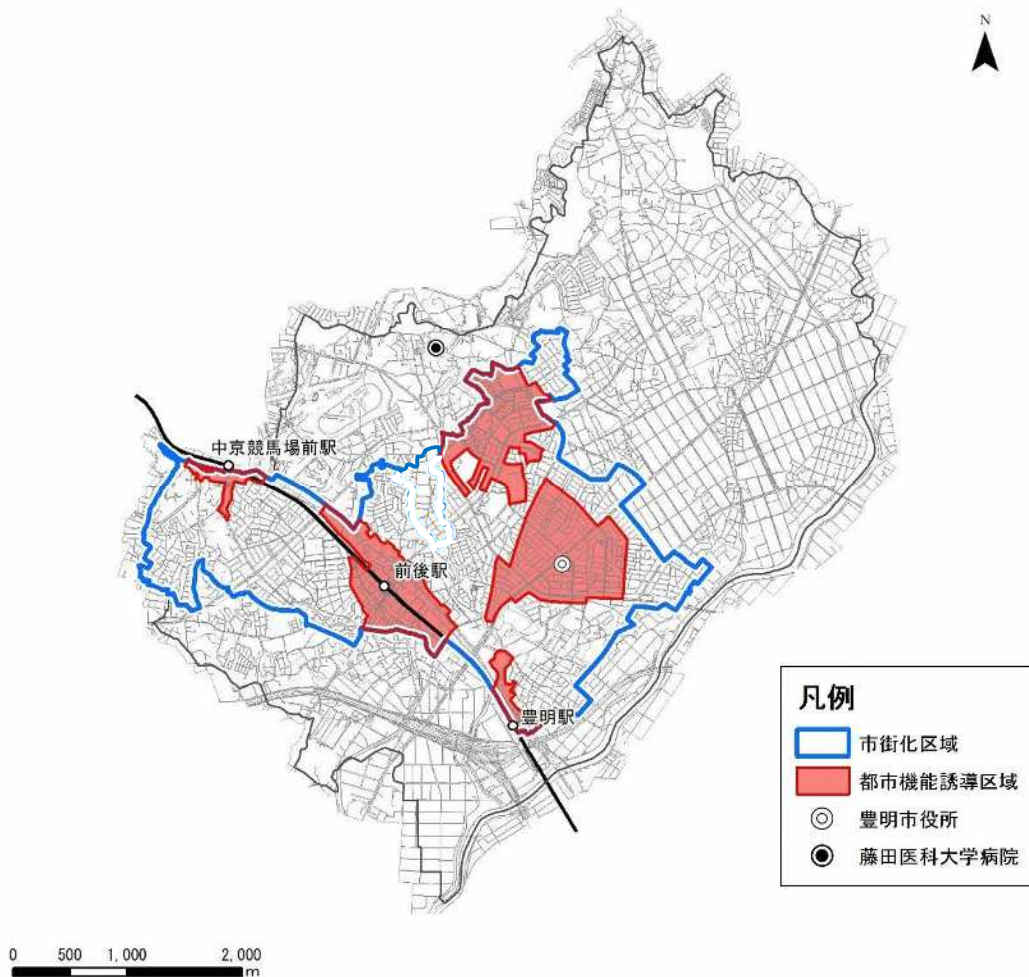 N
中京競馬場前駅
前後駅
豊明駅
凡例
市街化区域
都市機能誘導区域
豊明市役所
藤田医科大学病院
0 500 1,000 2,000
m